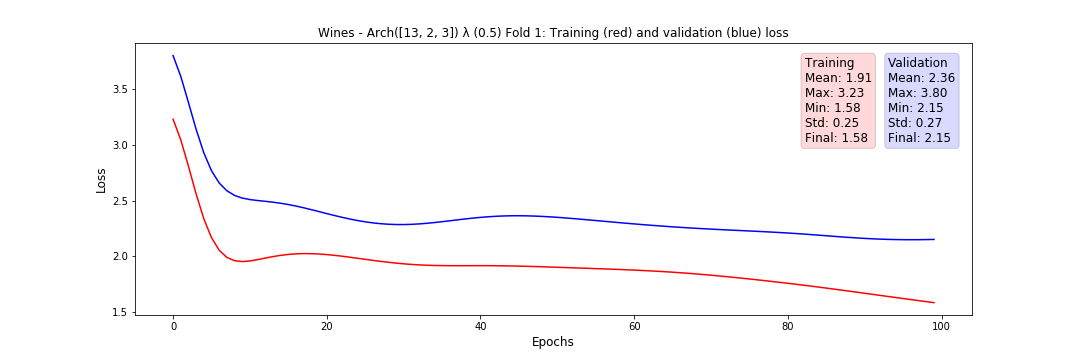 Wines - Arch([13, 2, 3]) λ (0.5) Fold 1: Training (red) and validation (blue) loss
Training
Mean: 1.91
Max: 3.23
Min: 1.58
Std: 0.25
Final: 1.58
Validation
Mean: 2.36
Max: 3.80
Min: 2.15
Std: 0.27
Final: 2.15
Loss
3.5
3.0
2.5
2.0
1.5
0
20
40
60
80
100
Epochs